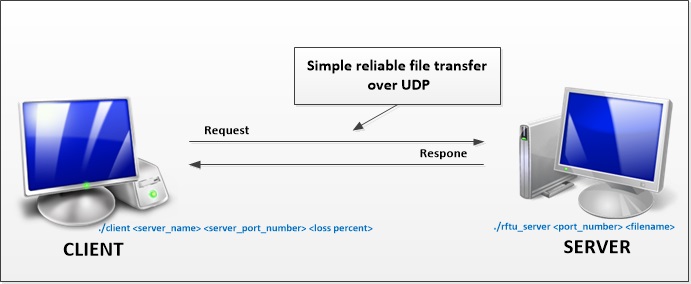 Simple reliable file transfer
over UDP
Request
Respone
./client <server_name> <server_port_number> <loss percent>
./rftu_server <port_number> <filename>
CLIENT
SERVER